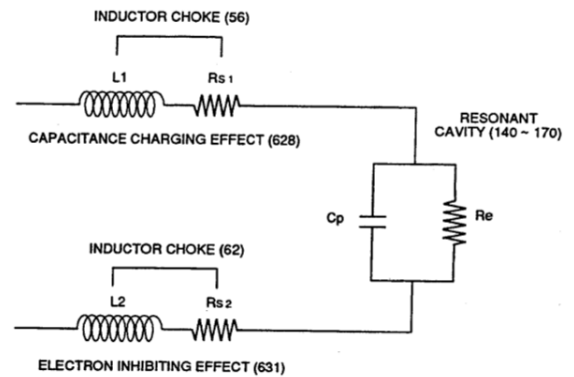 INDUCTOR CHOKE (56)
L1
Rs1
CAPACITANCE CHARGING EFFECT (628)
RESONANT
CAVITY (140 ~ 170)
Cp
Re
INDUCTOR CHOKE (62)
L2
Rs2
ELECTRON INHIBITING EFFECT (631)